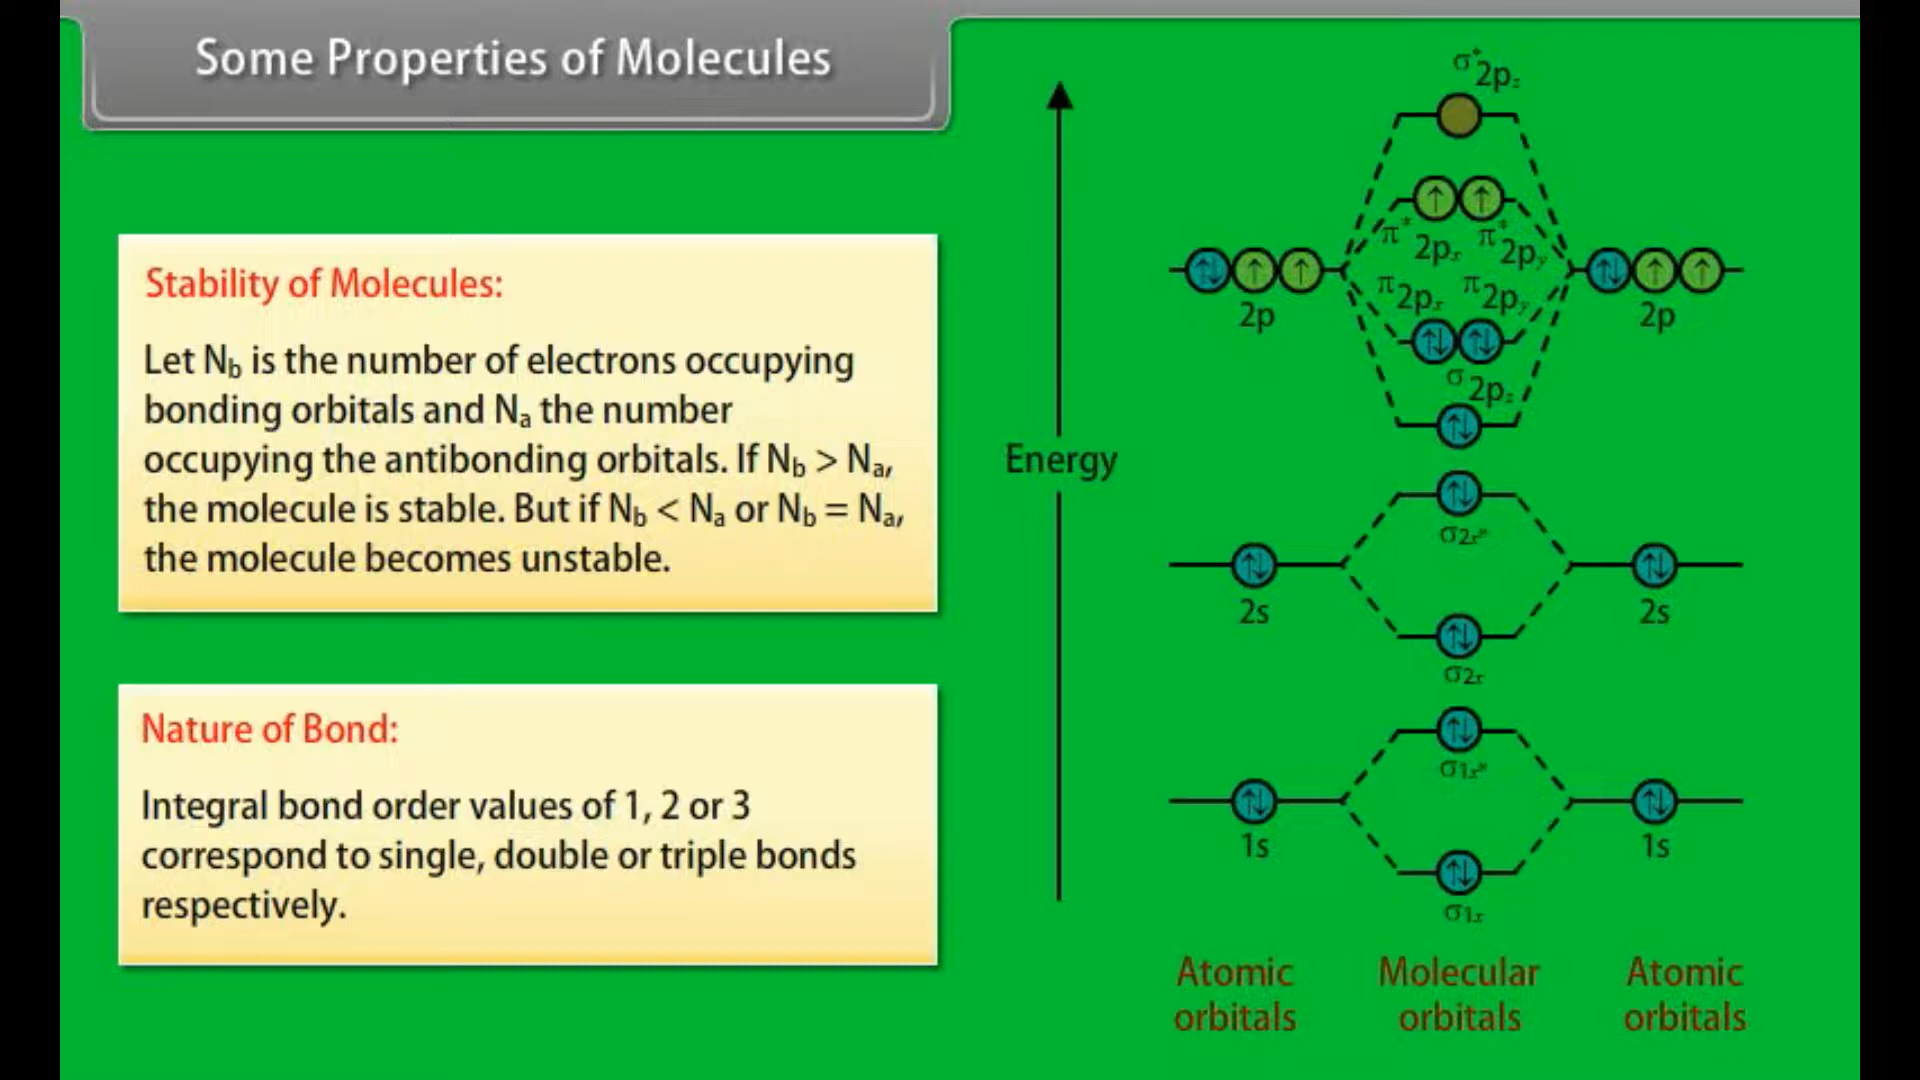 Some Properties of Molecules
Stability of Molecules:
Let Nb is the number of electrons occupying
bonding orbitals and Na the number
occupying the antibonding orbitals. If Nb > Na,
the molecule is stable. But if Nb < Na or Nb = Na,
the molecule becomes unstable.
Nature of Bond:
Integral bond order values of 1, 2 or 3
correspond to single, double or triple bonds
respectively.
Energy
σ*2pz
↑ ↑
π*2px π*2py
↑↓ ↑ ↑
2p
↑↓ ↑ ↑
2p
π2px π2py
↑↓ ↑↓
σ2pz
↑↓
↑↓
σ2x*
↑↓
2s
↑↓
2s
↑↓
σ2x
↑↓
σ1x*
↑↓
1s
↑↓
1s
↑↓
σ1x
Atomic
orbitals
Molecular
orbitals
Atomic
orbitals